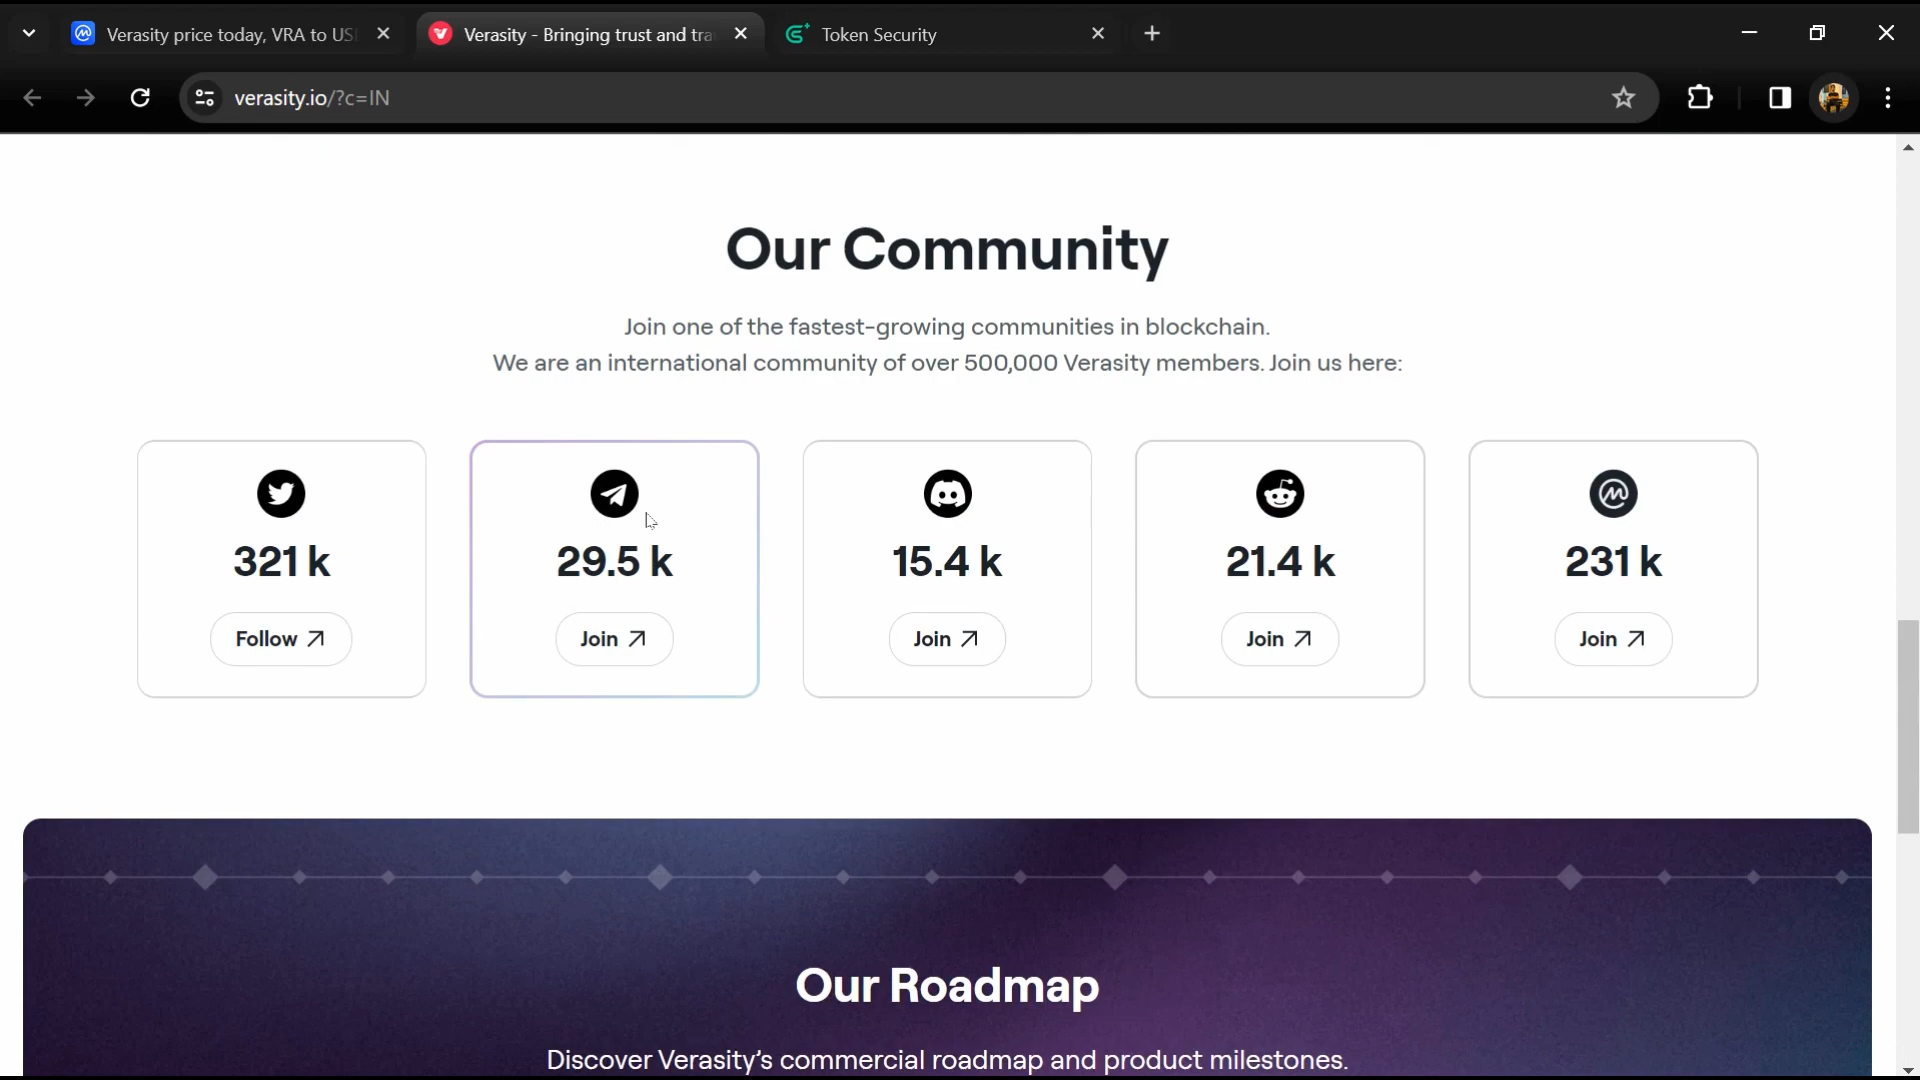 Verasity price today, VRA to US
Verasity - Bringing trust and tra
Token Security
verasity.io/?c=IN
Our Community
Join one of the fastest-growing communities in blockchain.
We are an international community of over 500,000 Verasity members. Join us here:
321 k
29.5 k
15.4 k
21.4 k
231 k
Follow
Join
Join
Join
Join
Our Roadmap
Discover Verasity's commercial roadmap and product milestones.